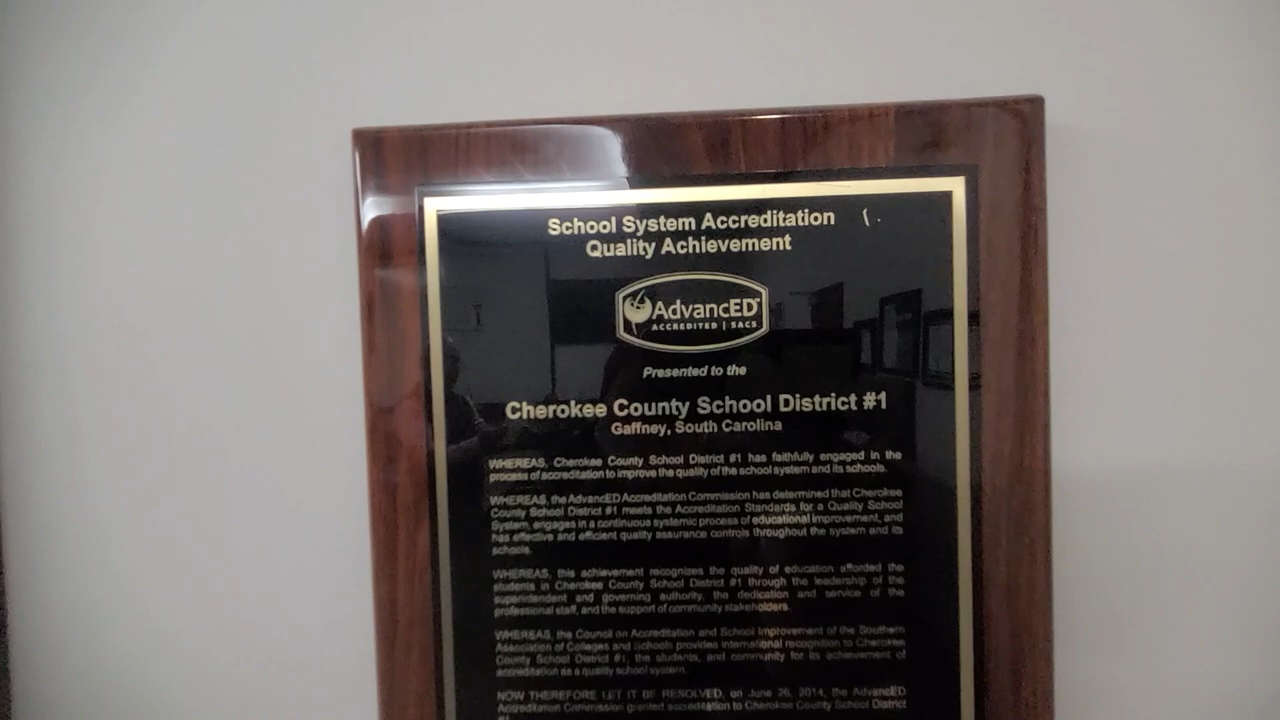 School System Accreditation
Quality Achievement
AdvancED
ACCREDITED | SACS
Presented to the
Cherokee County School District #1
Gaffney, South Carolina
WHEREAS, Cherokee County School District #1 has faithfully engaged in the
process of accreditation to improve the quality of the school system and its schools.
WHEREAS, the AdvancED Accreditation Commission has determined that Cherokee
County School District #1 meets the Accreditation Standards for a Quality School
System, engages in a continuous systemic process of educational improvement, and
has effective and efficient quality assurance controls throughout the system and its
schools.
WHEREAS, this achievement recognizes the quality of education afforded the
students in Cherokee County School District #1 through the leadership of the
superintendent and governing authority, the dedication and service of the
professional staff, and the support of community stakeholders.
WHEREAS, the Council on Accreditation and School Improvement of the Southern
Association of Colleges and Schools provides international recognition to Cherokee
County School District #1, the students, and community for its achievement of
accreditation as a quality school system.
NOW THEREFORE LET IT BE RESOLVED, on June 26, 2014, the AdvancED
Accreditation Commission granted accreditation to Cherokee County School District